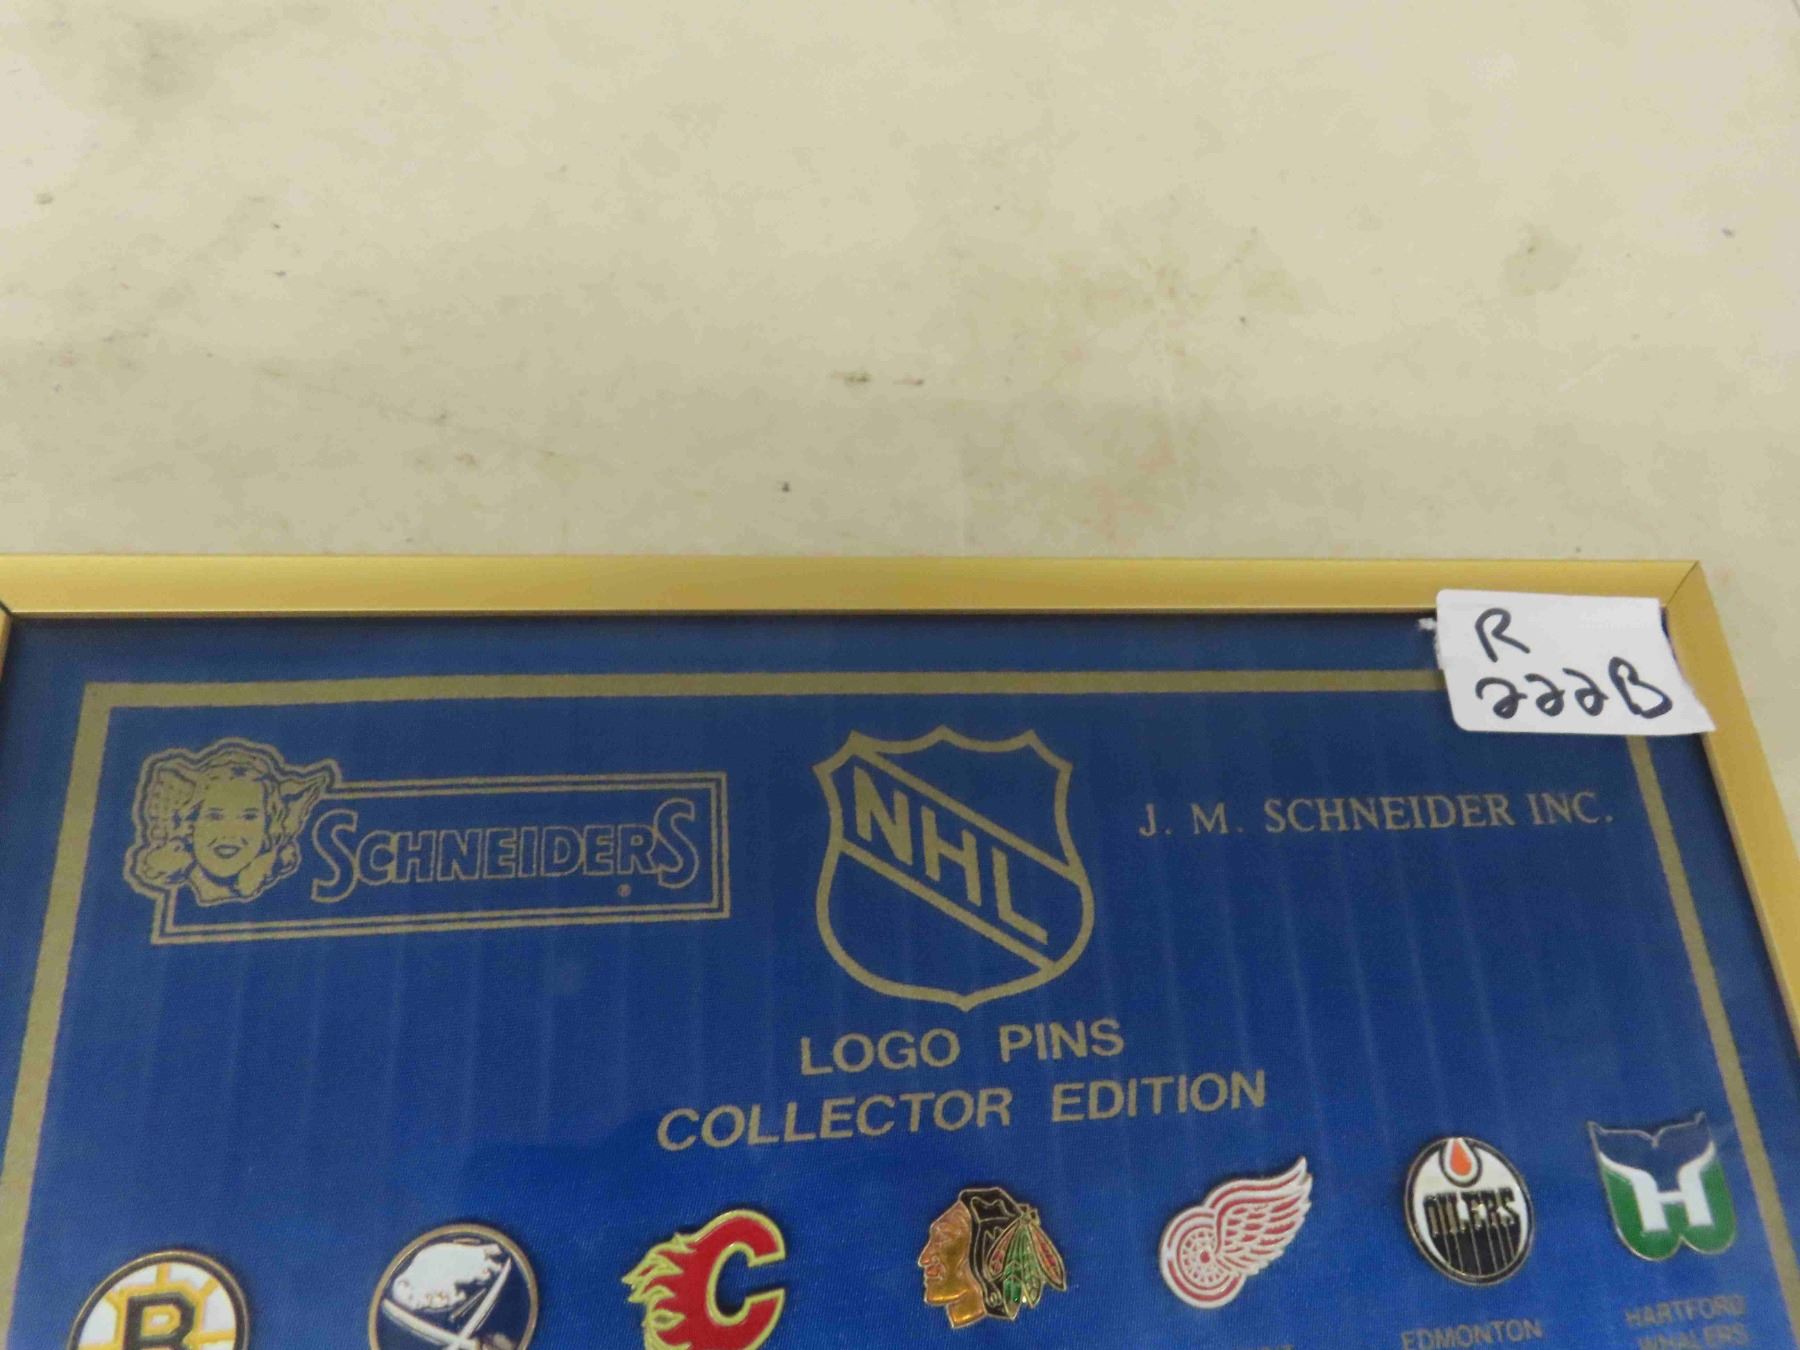 R
222B
SCHNEIDERS
®
NHL
J. M. SCHNEIDER INC.
LOGO PINS
COLLECTOR EDITION
B
C
OILERS
EDMONTON
HARTFORD
WHALERS